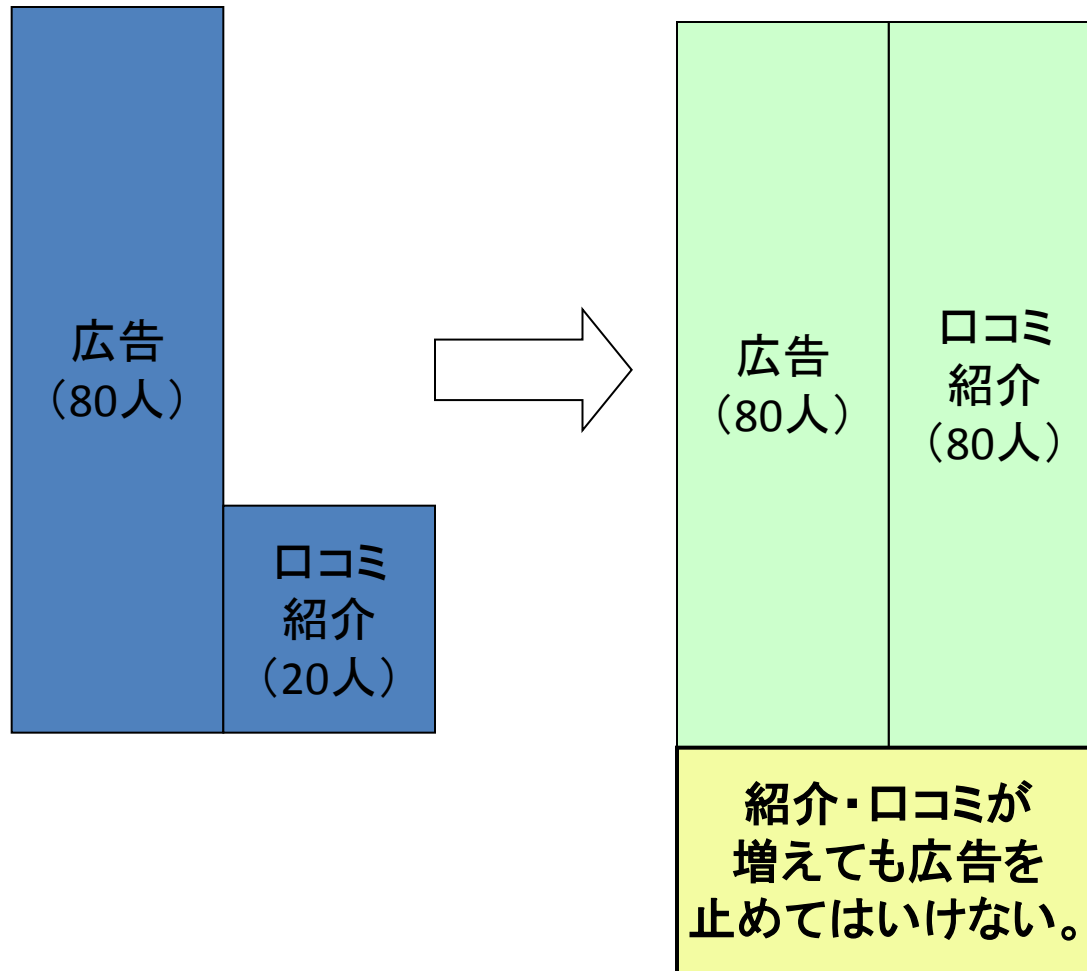 広告
（80人）
口コミ
紹介
（20人）
広告
（80人）
口コミ
紹介
（80人）
紹介・口コミが
増えても広告を
止めてはいけない。